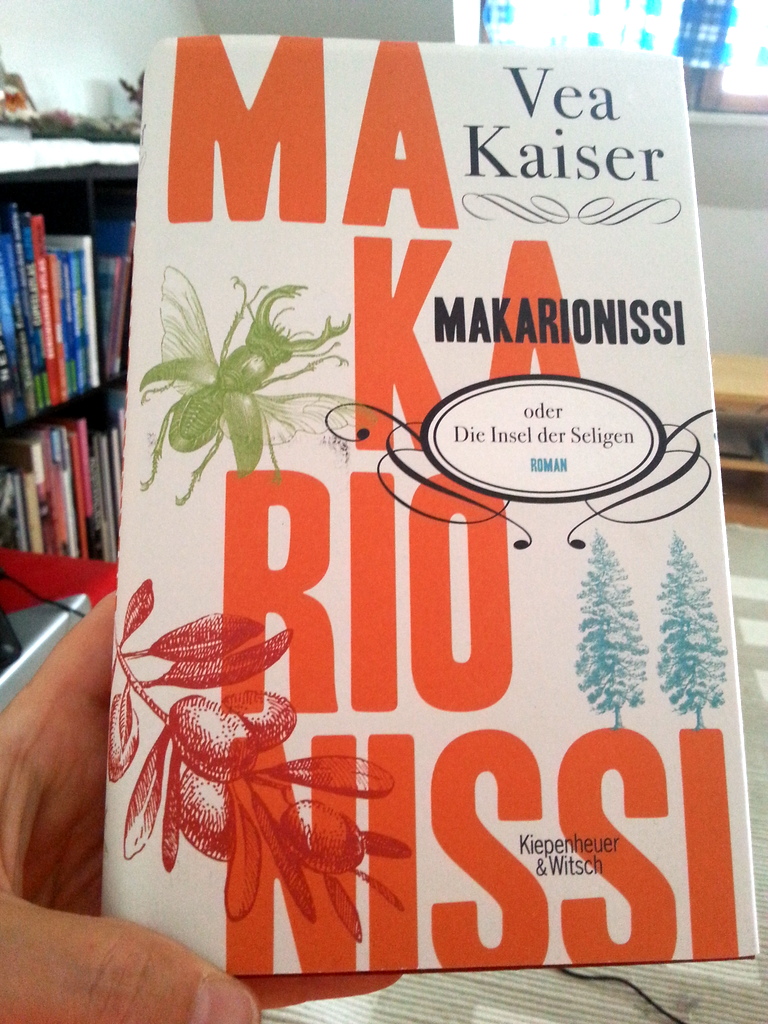 MA
KA
RIO
NISSI
Vea
Kaiser
MAKARIONISSI
oder
Die Insel der Seligen
ROMAN
Kiepenheuer
& Witsch